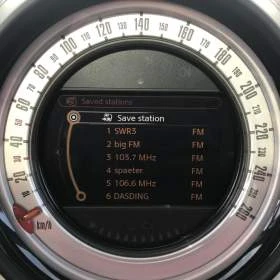 Saved stations
Save station
1 SWR3 FM
2 big FM FM
3 103.7 MHz FM
4 spaeter FM
5 106.6 MHz FM
6 DASDING FM
20
40
60
80
100
120
140
160
180
200
220
240
260
km/h